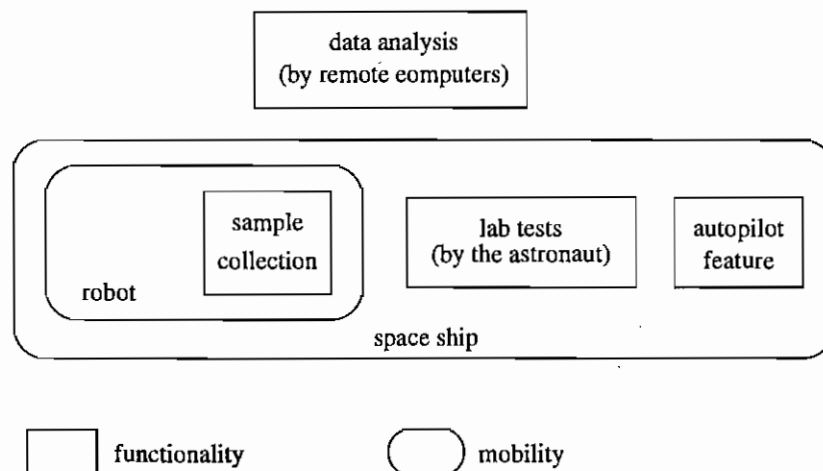 data analysis
(by remote eomputers)
sample
collection
robot
lab tests
(by the astronaut)
autopilot
feature
space ship
functionality
mobility